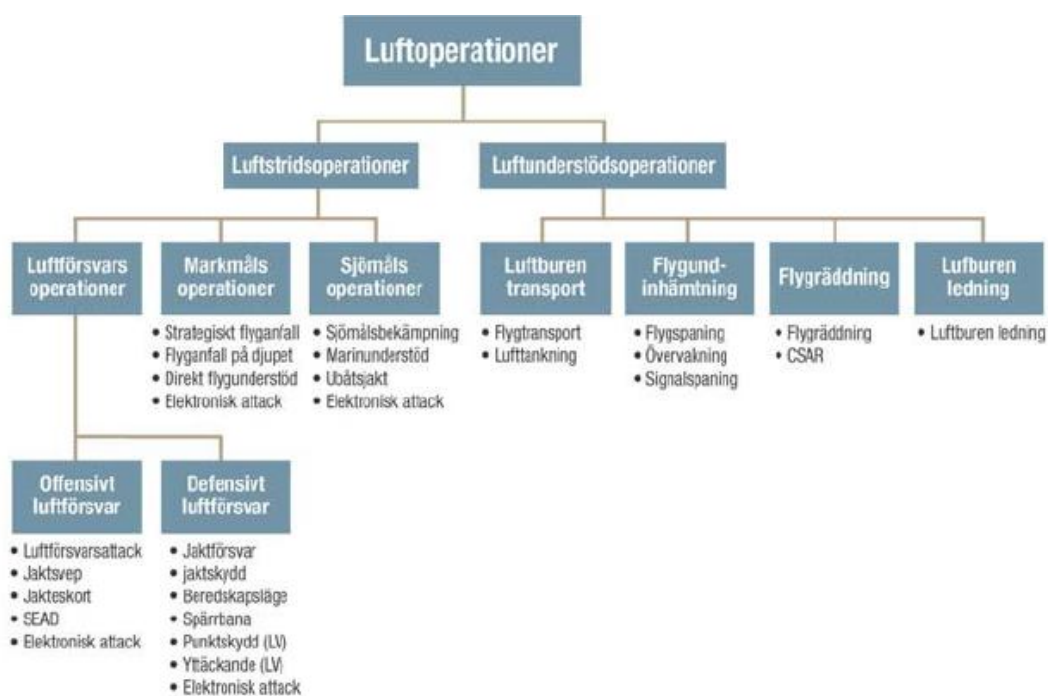 Luftoperationer
Luftstridsoperationer
Luftunderstödsoperationer
Luftförsvars
operationer
Markmåls
operationer
Sjömåls
operationer
Luftburen
transport
Flygund-
inhämtning
Flygräddning
Lufburen
ledning
• Strategiskt flyganfall
• Flyganfall på djupet
• Direkt flygunderstöd
• Elektronisk attack
• Sjömålsbekämpning
• Marinunderstöd
• Ubåtsjakt
• Elektronisk attack
• Flygtransport
• Lufttankning
• Flygspaning
• Övervakning
• Signalspaning
• Flygräddning
• CSAR
• Luftburen ledning
Offensivt
luftförsvar
Defensivt
luftförsvar
• Luftförsvarsattack
• Jaktsvep
• Jakteskort
• SEAD
• Elektronisk attack
• Jaktförsvar
• jaktskydd
• Beredskapsläge
• Spärrbana
• Punktskydd (LV)
• Yttäckande (LV)
• Elektronisk attack